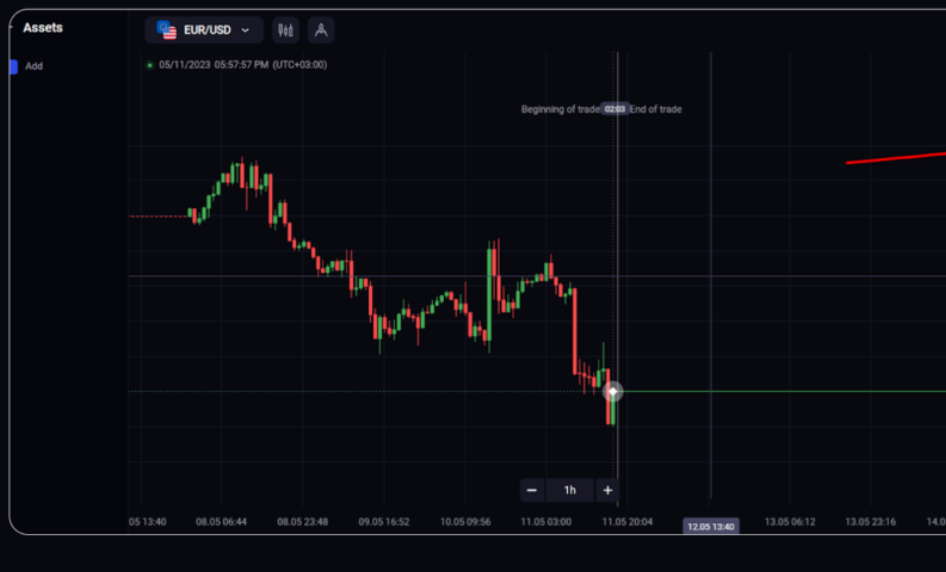 Assets
EUR/USD
Add
05/11/2023 05:57:57 PM (UTC+03:00)
Beginning of trade 02:03 End of trade
1h
05 13:40 08.05 06:44 08.05 23:48 09.05 16:52 10.05 09:56 11.05 03:00 11.05 20:04 12.05 13:40 13.05 06:12 13.05 23:16 14.0